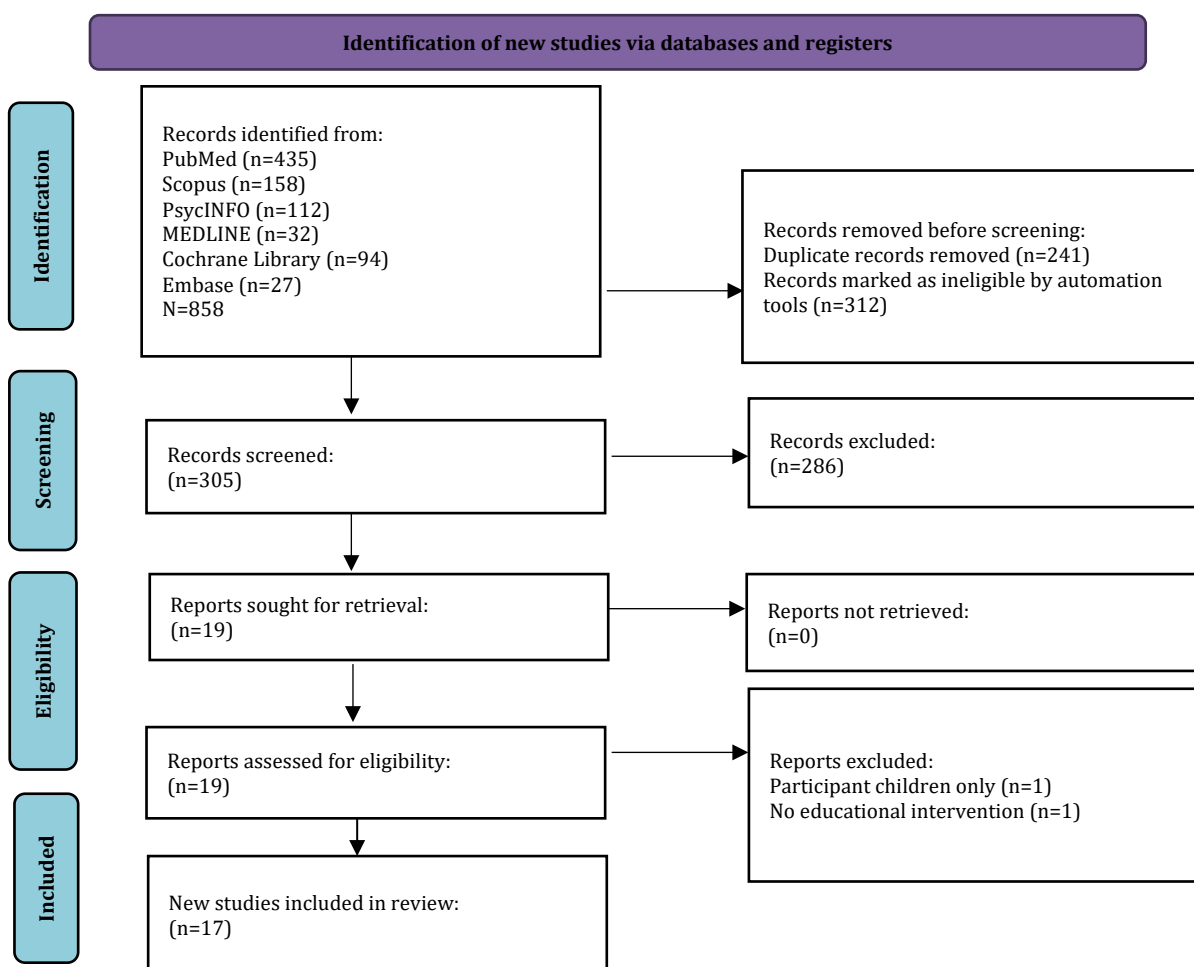 Identification of new studies via databases and registers
Identification
Records identified from:
PubMed (n=435)
Scopus (n=158)
PsycINFO (n=112)
MEDLINE (n=32)
Cochrane Library (n=94)
Embase (n=27)
N=858
Records removed before screening:
Duplicate records removed (n=241)
Records marked as ineligible by automation
tools (n=312)
Screening
Records screened:
(n=305)
Records excluded:
(n=286)
Eligibility
Reports sought for retrieval:
(n=19)
Reports not retrieved:
(n=0)
Reports assessed for eligibility:
(n=19)
Reports excluded:
Participant children only (n=1)
No educational intervention (n=1)
Included
New studies included in review:
(n=17)